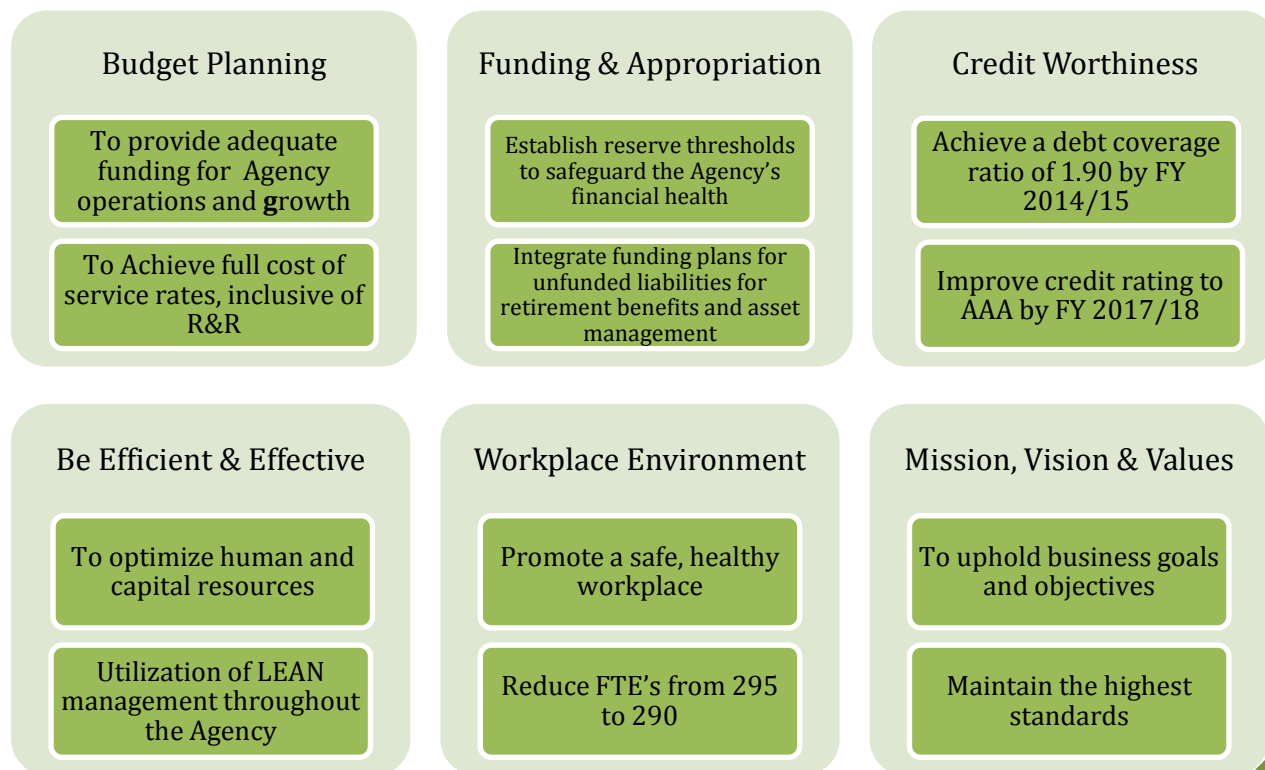 Budget Planning
To provide adequate
funding for Agency
operations and growth
To Achieve full cost of
service rates, inclusive of
R&R
Funding & Appropriation
Establish reserve thresholds
to safeguard the Agency’s
financial health
Integrate funding plans for
unfunded liabilities for
retirement benefits and asset
management
Credit Worthiness
Achieve a debt coverage
ratio of 1.90 by FY
2014/15
Improve credit rating to
AAA by FY 2017/18
Be Efficient & Effective
To optimize human and
capital resources
Utilization of LEAN
management throughout
the Agency
Workplace Environment
Promote a safe, healthy
workplace
Reduce FTE’s from 295
to 290
Mission, Vision & Values
To uphold business goals
and objectives
Maintain the highest
standards